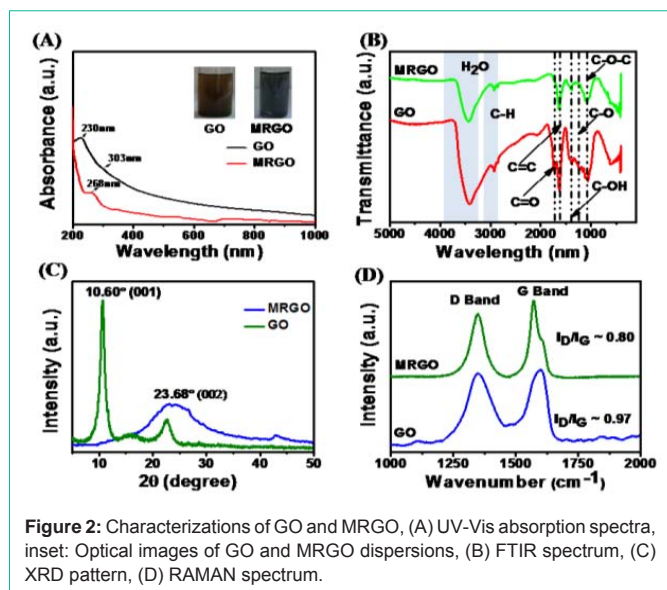 (A)
230nm
303nm
268nm
GO
MRGO
GO
MRGO
Absorbance (a.u.)
200
400
600
800
1000
Wavelength (nm)
(B)
H₂O
C-O-C
MRGO
C-H
GO
C-O
C=C
C=O
C-OH
Transmittance (a.u.)
5000
4000
3000
2000
1000
Wavelength (nm)
(C)
10.60° (001)
MRGO
GO
23.68° (002)
Intensity (a.u.)
10
20
30
40
50
2θ (degree)
(D)
D Band
G Band
I_D/I_G ~ 0.80
MRGO
I_D/I_G ~ 0.97
GO
Intensity (a.u.)
1000
1250
1500
1750
2000
Wavenumber (cm⁻¹)
Figure 2: Characterizations of GO and MRGO, (A) UV-Vis absorption spectra,
inset: Optical images of GO and MRGO dispersions, (B) FTIR spectrum, (C)
XRD pattern, (D) RAMAN spectrum.